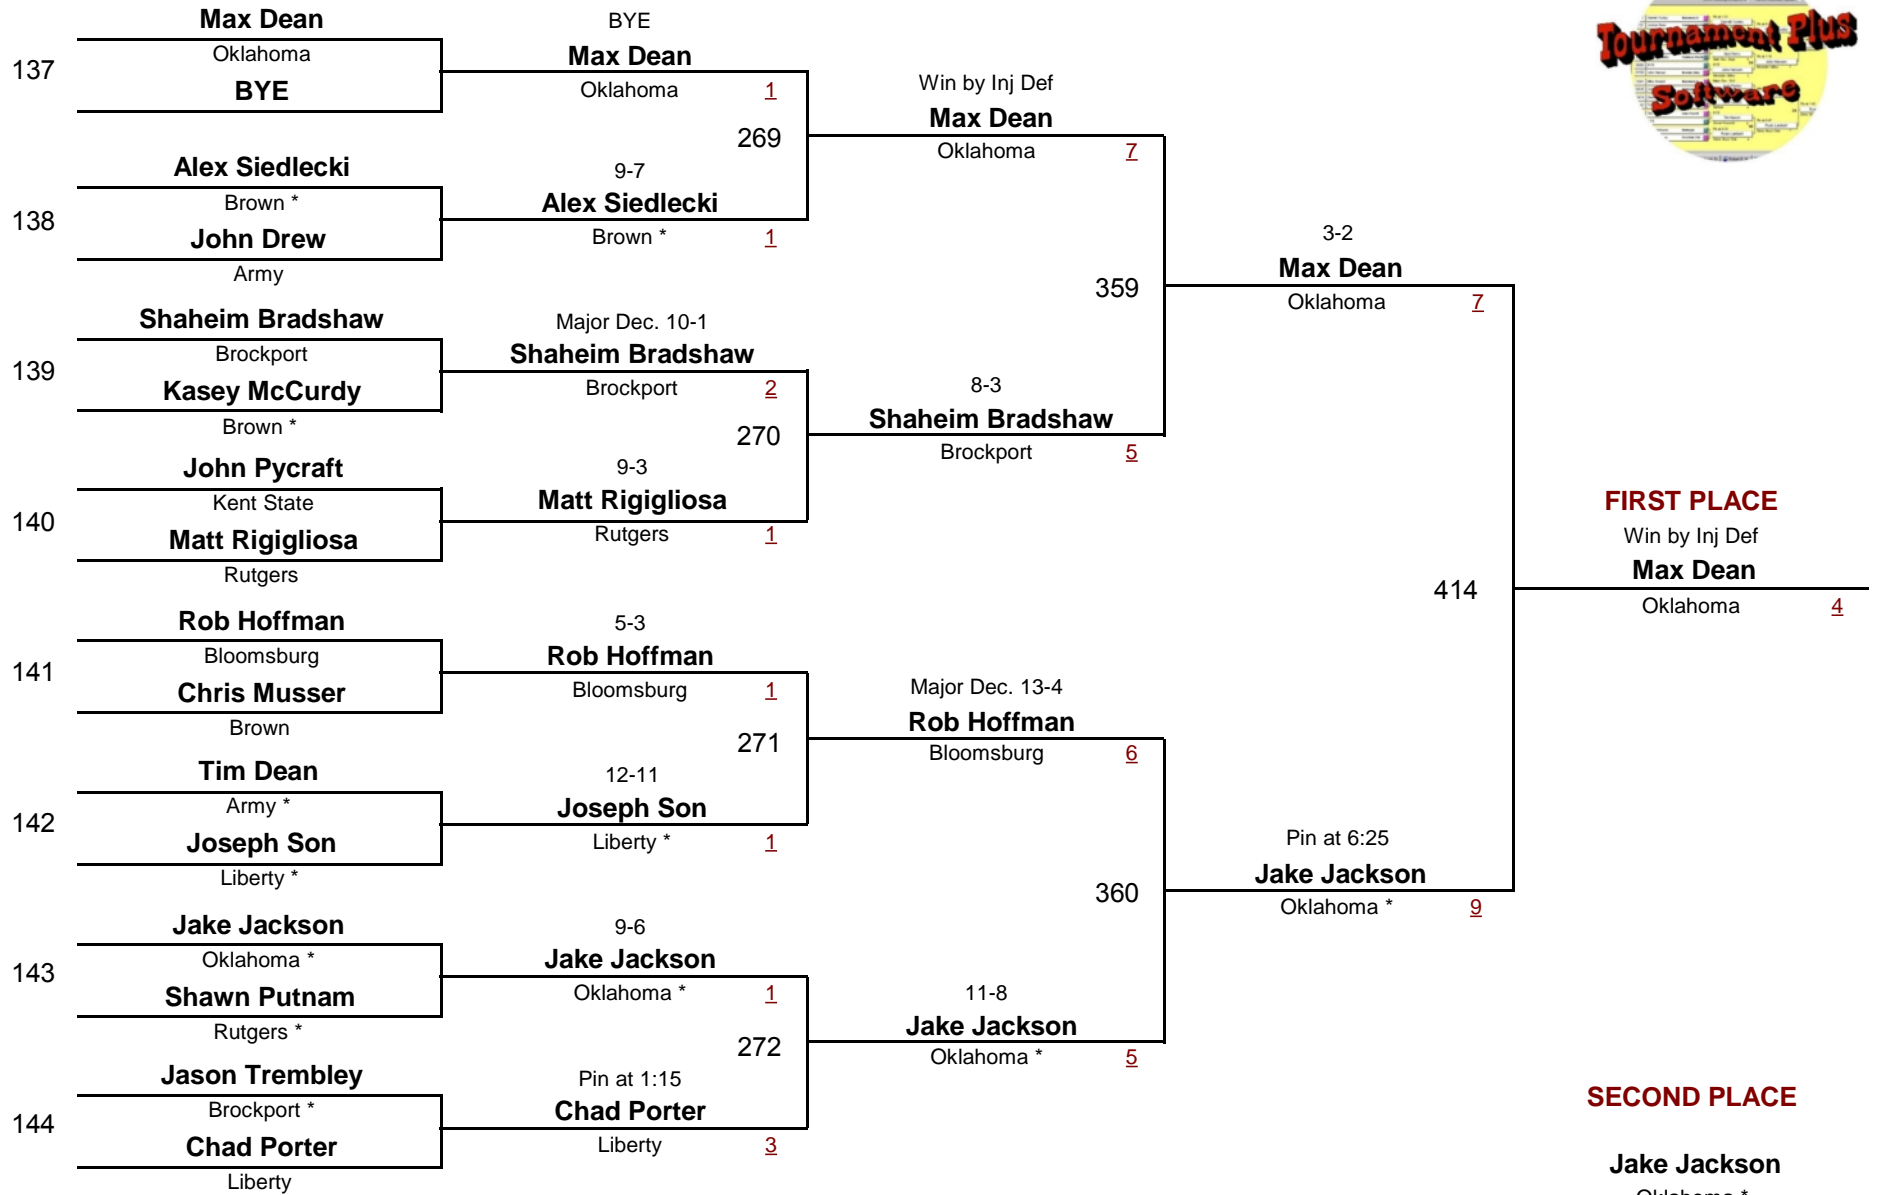 Max Dean
Oklahoma
137
BYE
Alex Siedlecki
Brown *
138
John Drew
Army
Shaheim Bradshaw
Brockport
139
Kasey McCurdy
Brown *
John Pycraft
Kent State
140
Matt Rigigliosa
Rutgers
Rob Hoffman
Bloomsburg
141
Chris Musser
Brown
Tim Dean
Army *
142
Joseph Son
Liberty *
Jake Jackson
Oklahoma *
143
Shawn Putnam
Rutgers *
Jason Trembley
Brockport *
144
Chad Porter
Liberty
BYE
Max Dean
Oklahoma 1
269
9-7
Alex Siedlecki
Brown * 1
Major Dec. 10-1
Shaheim Bradshaw
Brockport 2
270
9-3
Matt Rigigliosa
Rutgers 1
5-3
Rob Hoffman
Bloomsburg 1
271
12-11
Joseph Son
Liberty * 1
9-6
Jake Jackson
Oklahoma * 1
272
Pin at 1:15
Chad Porter
Liberty 3
Win by Inj Def
Max Dean
Oklahoma 7
359
8-3
Shaheim Bradshaw
Brockport 5
Major Dec. 13-4
Rob Hoffman
Bloomsburg 6
360
11-8
Jake Jackson
Oklahoma * 5
3-2
Max Dean
Oklahoma 7
414
Pin at 6:25
Jake Jackson
Oklahoma * 9
Tournament Plus
Software
FIRST PLACE
Win by Inj Def
Max Dean
Oklahoma 4
SECOND PLACE
Jake Jackson
Oklahoma *